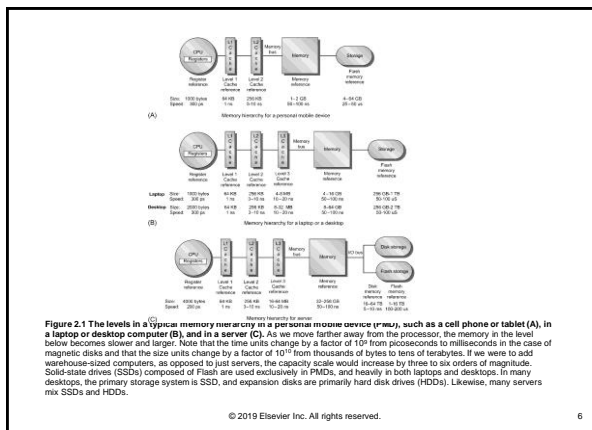 CPU
Registers
L1
Cache
L2
Cache
Memory
bus
Memory
Storage
Register
reference
Level 1
Cache
reference
Level 2
Cache
reference
Memory
reference
Flash
memory
reference
Size: 1000 bytes 64 KB 256 KB 1–2 GB 4–64 GB
Speed: 1 ns 50–100 ns
(A) Memory hierarchy for a personal mobile device
CPU
Registers
L1
Cache
L2
Cache
L3
Cache
Memory
bus
Memory
Storage
Register
reference
Level 1
Cache
reference
Level 2
Cache
reference
Level 3
Cache
reference
Memory
reference
Flash
memory
reference
Laptop Size: 1000 bytes 64 KB 256 KB 4–8 MB 4–16 GB 256 GB-1 TB
Speed: 1 ns 3–10 ns 10–20 ns 50–100 ns 50-100 uS
Desktop Size: 2000 bytes 64 KB 256 KB 8–32 MB 8–64 GB 256 GB-2 TB
Speed: 1 ns 3–10 ns 10–20 ns 50–100 ns 50-100 uS
(B) Memory hierarchy for a laptop or a desktop
CPU
Registers
L1
Cache
L2
Cache
L3
Cache
Memory
bus
Memory
I/O bus
Disk storage
Flash storage
Register
reference
Level 1
Cache
reference
Level 2
Cache
reference
Level 3
Cache
reference
Memory
reference
Disk
memory
reference
Flash
memory
reference
Size: 4000 bytes 64 KB 256 KB 16-64 MB 32–256 GB 16–64 TB 1–16 TB
Speed: 200 ps 1 ns 3–10 ns 10–20 ns 50–100 ns 5–10 ms 100-200 us
(C) Memory hierarchy for server
Figure 2.1 The levels in a typical memory hierarchy in a personal mobile device (PMD), such as a cell phone or tablet (A), in
a laptop or desktop computer (B), and in a server (C). As we move farther away from the processor, the memory in the level
below becomes slower and larger. Note that the time units change by a factor of 10⁹ from picoseconds to milliseconds in the case of
magnetic disks and that the size units change by a factor of 10¹⁰ from thousands of bytes to tens of terabytes. If we were to add
warehouse-sized computers, as opposed to just servers, the capacity scale would increase by three to six orders of magnitude.
Solid-state drives (SSDs) composed of Flash are used exclusively in PMDs, and heavily in both laptops and desktops. In many
desktops, the primary storage system is SSD, and expansion disks are primarily hard disk drives (HDDs). Likewise, many servers
mix SSDs and HDDs.
© 2019 Elsevier Inc. All rights reserved. 6